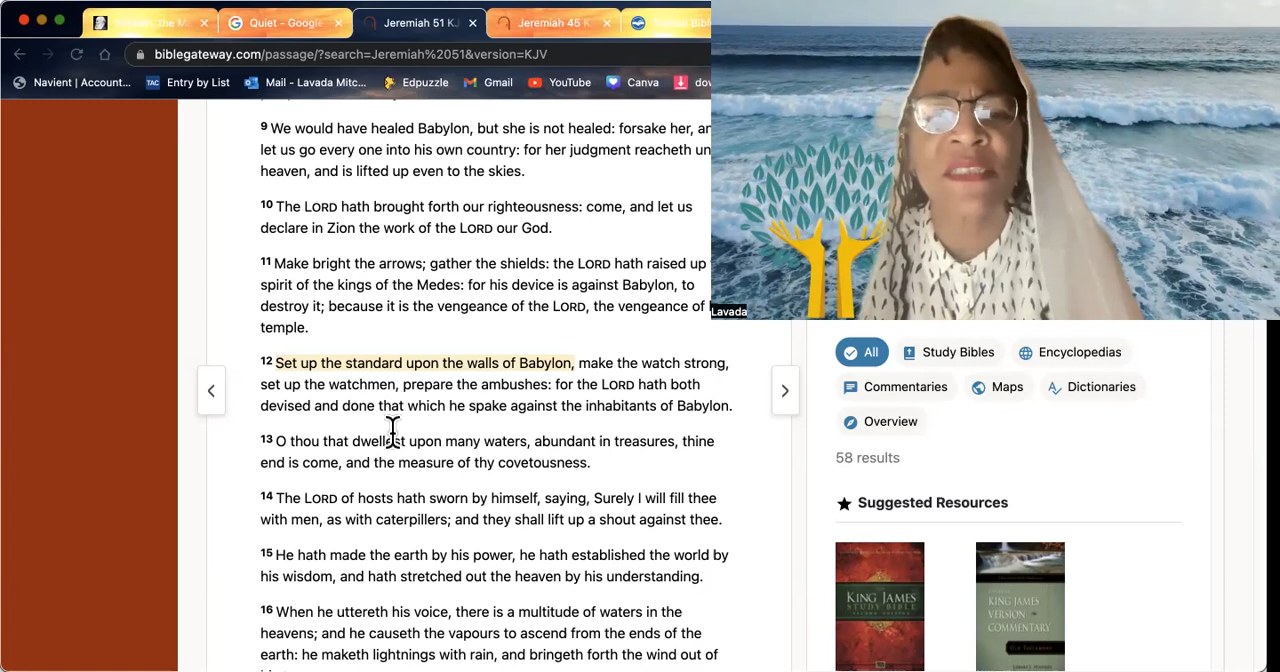 Quiet - Google
Jeremiah 51 KJ
Jeremiah 45 K
biblegateway.com/passage/?search=Jeremiah%2051&version=KJV
Navient | Account... Entry by List Mail - Lavada Mitc... Edpuzzle Gmail YouTube Canva
9 We would have healed Babylon, but she is not healed: forsake her,
let us go every one into his own country: for her judgment reacheth
and is lifted up even to the skies.
10 The LORD hath brought forth our righteousness: come, and let us
declare in Zion the work of the LORD our God.
11 Make bright the arrows; gather the shields: the LORD hath raised up
spirit of the kings of the Medes: for his device is against Babylon, to
destroy it; because it is the vengeance of the LORD, the vengeance of
temple.
12 Set up the standard upon the walls of Babylon, make the watch strong,
set up the watchmen, prepare the ambushes: for the LORD hath both
devised and done that which he spake against the inhabitants of Babylon.
13 O thou that dwellest upon many waters, abundant in treasures, thine
end is come, and the measure of thy covetousness.
14 The LORD of hosts hath sworn by himself, saying, Surely I will fill thee
with men, as with caterpillers; and they shall lift up a shout against thee.
15 He hath made the earth by his power, he hath established the world by
his wisdom, and hath stretched out the heaven by his understanding.
16 When he uttereth his voice, there is a multitude of waters in the
heavens; and he causeth the vapours to ascend from the ends of the
earth: he maketh lightnings with rain, and bringeth forth the wind out of
Lavada
All Study Bibles Encyclopedias
Commentaries Maps Dictionaries
Overview
58 results
Suggested Resources
KING JAMES
STUDY BIBLE
KING JAMES
VERSION
COMMENTARY